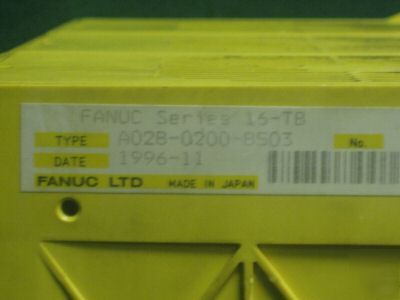 FANUC Series 16-TB
TYPE A02B-0200-B503 No.
DATE 1996-11
FANUC LTD MADE IN JAPAN